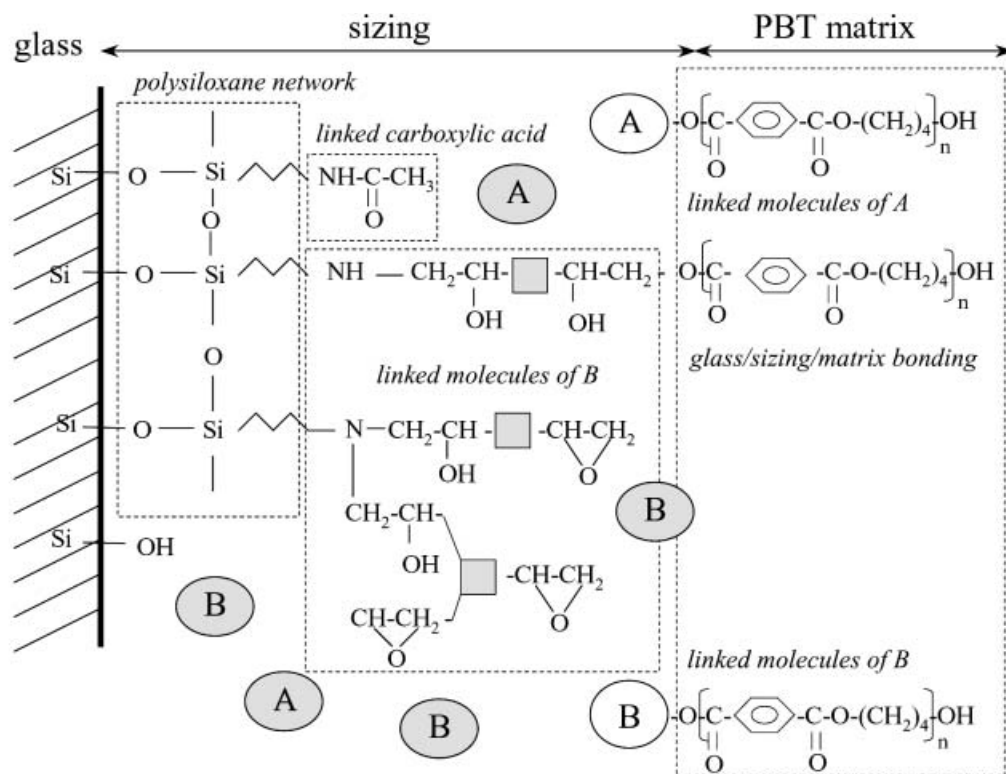 glass
sizing
PBT matrix
polysiloxane network
linked carboxylic acid
A
-O-(C- -C-O-(CH2)4-OH
O O n
Si O Si NH-C-CH3
O
A
linked molecules of A
O
Si O Si NH CH2-CH CH-CH2 -O-(C- -C-O-(CH2)4-OH
OH OH
O O n
O
linked molecules of B
glass/sizing/matrix bonding
Si O Si N CH2-CH CH-CH2
OH O
B
CH2-CH-
OH
Si OH
CH-CH2
CH-CH2
O
O
B
linked molecules of B
A
B
B
-O-(C- -C-O-(CH2)4-OH
O O n